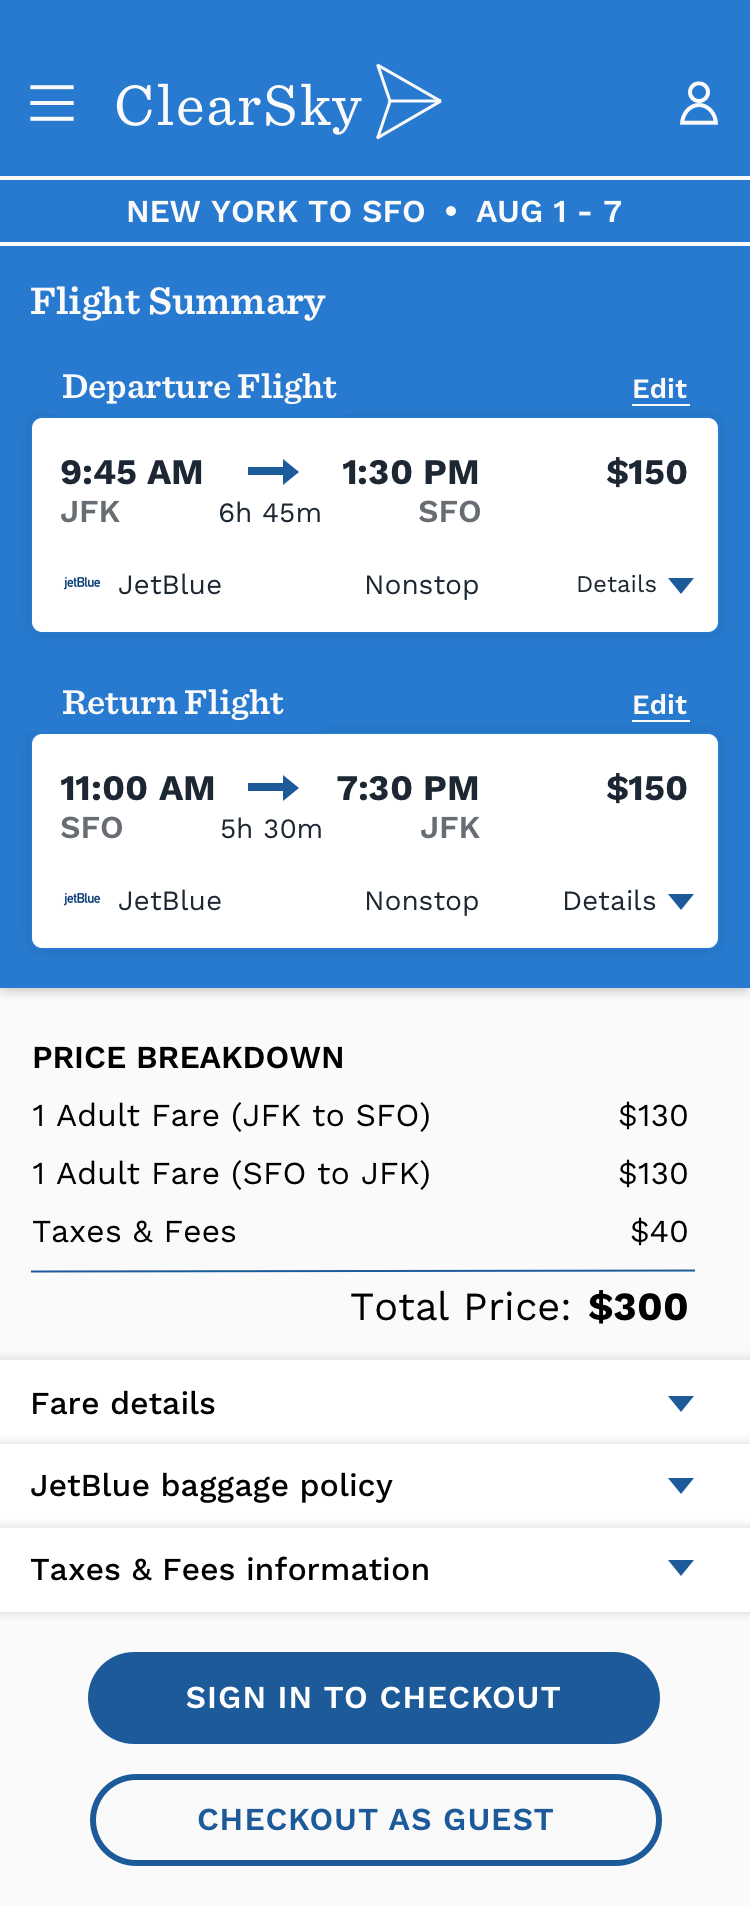 ClearSky
NEW YORK TO SFO • AUG 1 - 7
Flight Summary
Departure Flight Edit
9:45 AM 1:30 PM $150
JFK 6h 45m SFO
jetBlue JetBlue Nonstop Details
Return Flight Edit
11:00 AM 7:30 PM $150
SFO 5h 30m JFK
jetBlue JetBlue Nonstop Details
PRICE BREAKDOWN
1 Adult Fare (JFK to SFO) $130
1 Adult Fare (SFO to JFK) $130
Taxes & Fees $40
Total Price: $300
Fare details
JetBlue baggage policy
Taxes & Fees information
SIGN IN TO CHECKOUT
CHECKOUT AS GUEST